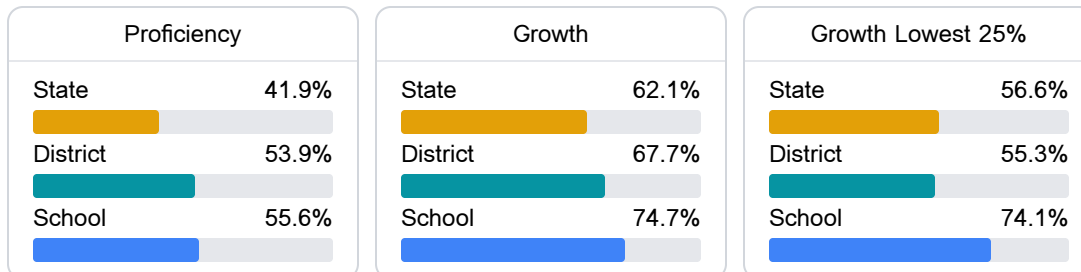 Proficiency
State 41.9%
District 53.9%
School 55.6%
Growth
State 62.1%
District 67.7%
School 74.7%
Growth Lowest 25%
State 56.6%
District 55.3%
School 74.1%